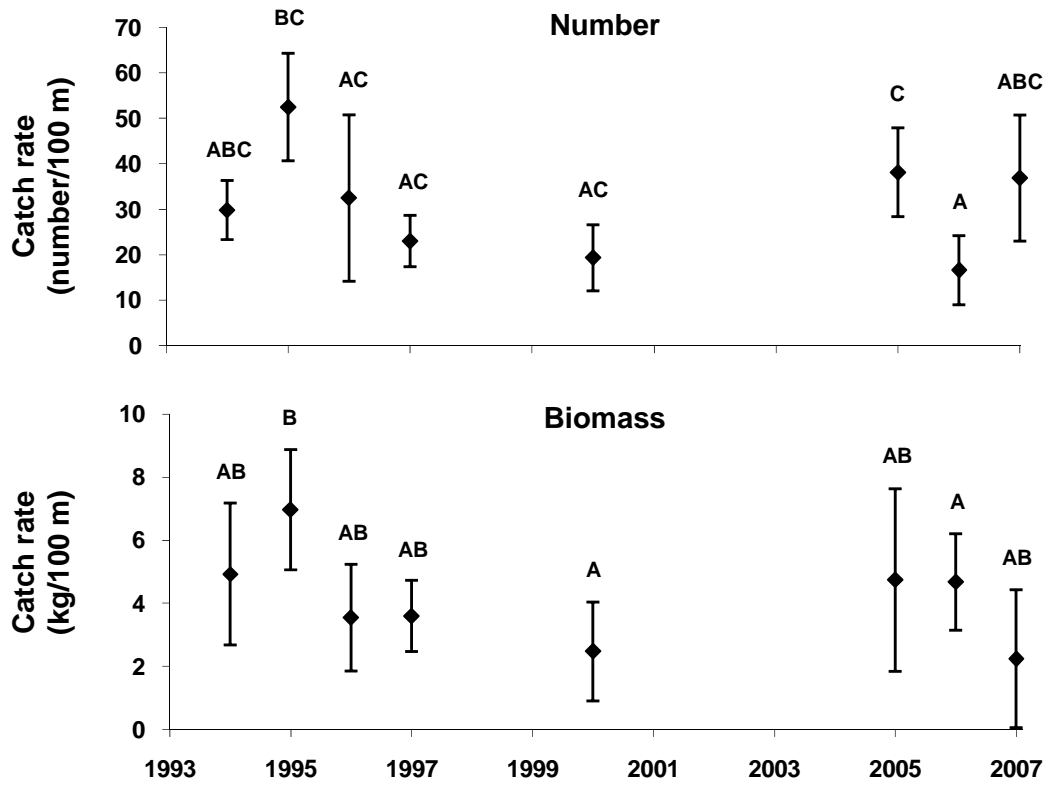 Number
Catch rate
(number/100 m)
70
60
50
40
30
20
10
0
ABC
BC
AC
AC
AC
C
A
ABC
Biomass
Catch rate
(kg/100 m)
10
8
6
4
2
0
AB
B
AB
AB
A
AB
A
AB
1993 1995 1997 1999 2001 2003 2005 2007